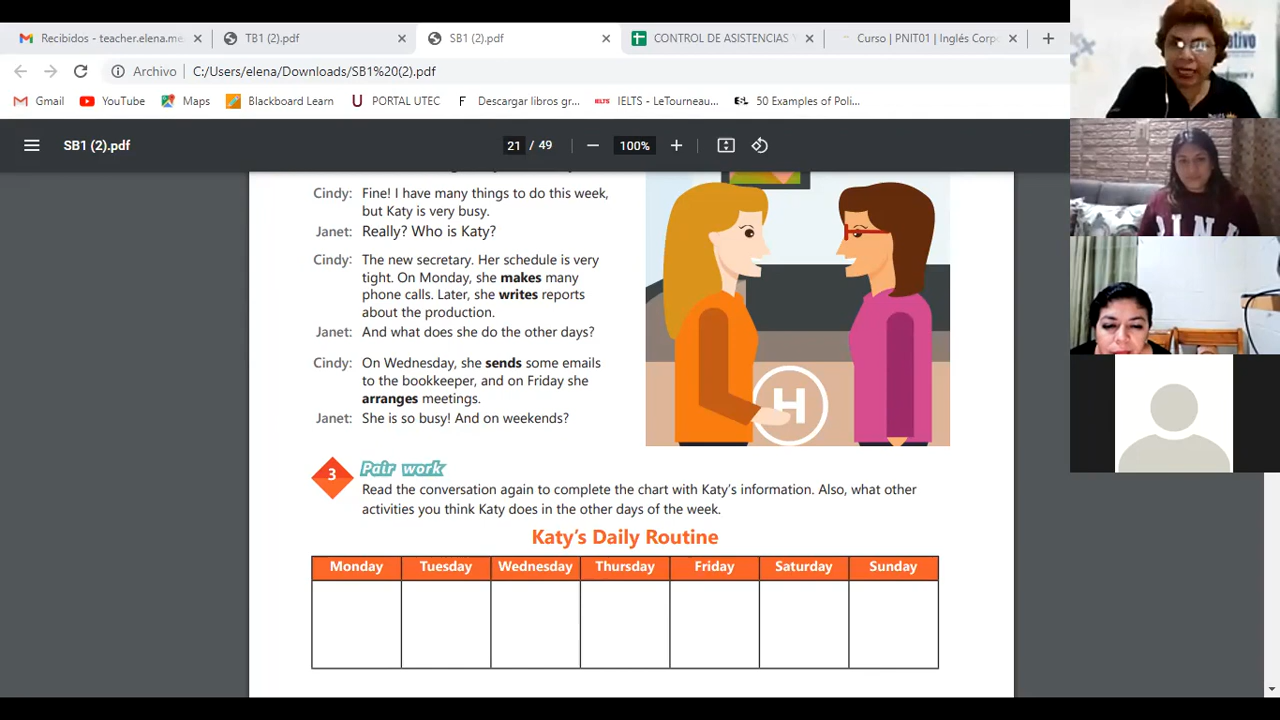 Recibidos - teacher.elena.me
TB1 (2).pdf
SB1 (2).pdf
CONTROL DE ASISTENCIAS Y
Curso | PNIT01 | Inglés Corp
Archivo
C:/Users/elena/Downloads/SB1%20(2).pdf
Gmail
YouTube
Maps
Blackboard Learn
PORTAL UTEC
Descargar libros gr...
IELTS - LeTourneau...
50 Examples of Poli...
SB1 (2).pdf
21 / 49
100%
Cindy: Fine! I have many things to do this week,
but Katy is very busy.
Janet: Really? Who is Katy?
Cindy: The new secretary. Her schedule is very
tight. On Monday, she makes many
phone calls. Later, she writes reports
about the production.
Janet: And what does she do the other days?
Cindy: On Wednesday, she sends some emails
to the bookkeeper, and on Friday she
arranges meetings.
Janet: She is so busy! And on weekends?
H
3
Pair work
Read the conversation again to complete the chart with Katy's information. Also, what other
activities you think Katy does in the other days of the week.
Katy's Daily Routine
Monday Tuesday Wednesday Thursday Friday Saturday Sunday